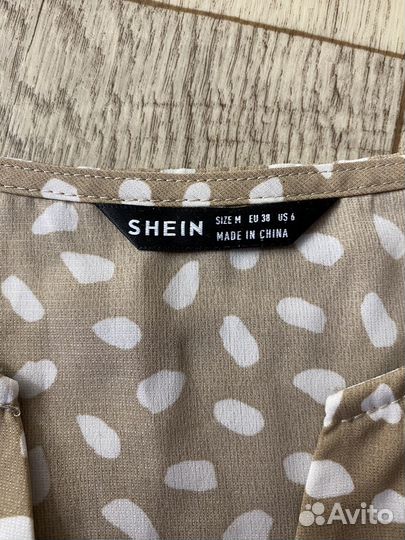 SHEIN SIZE M EU 38 US 6
MADE IN CHINA
Avito